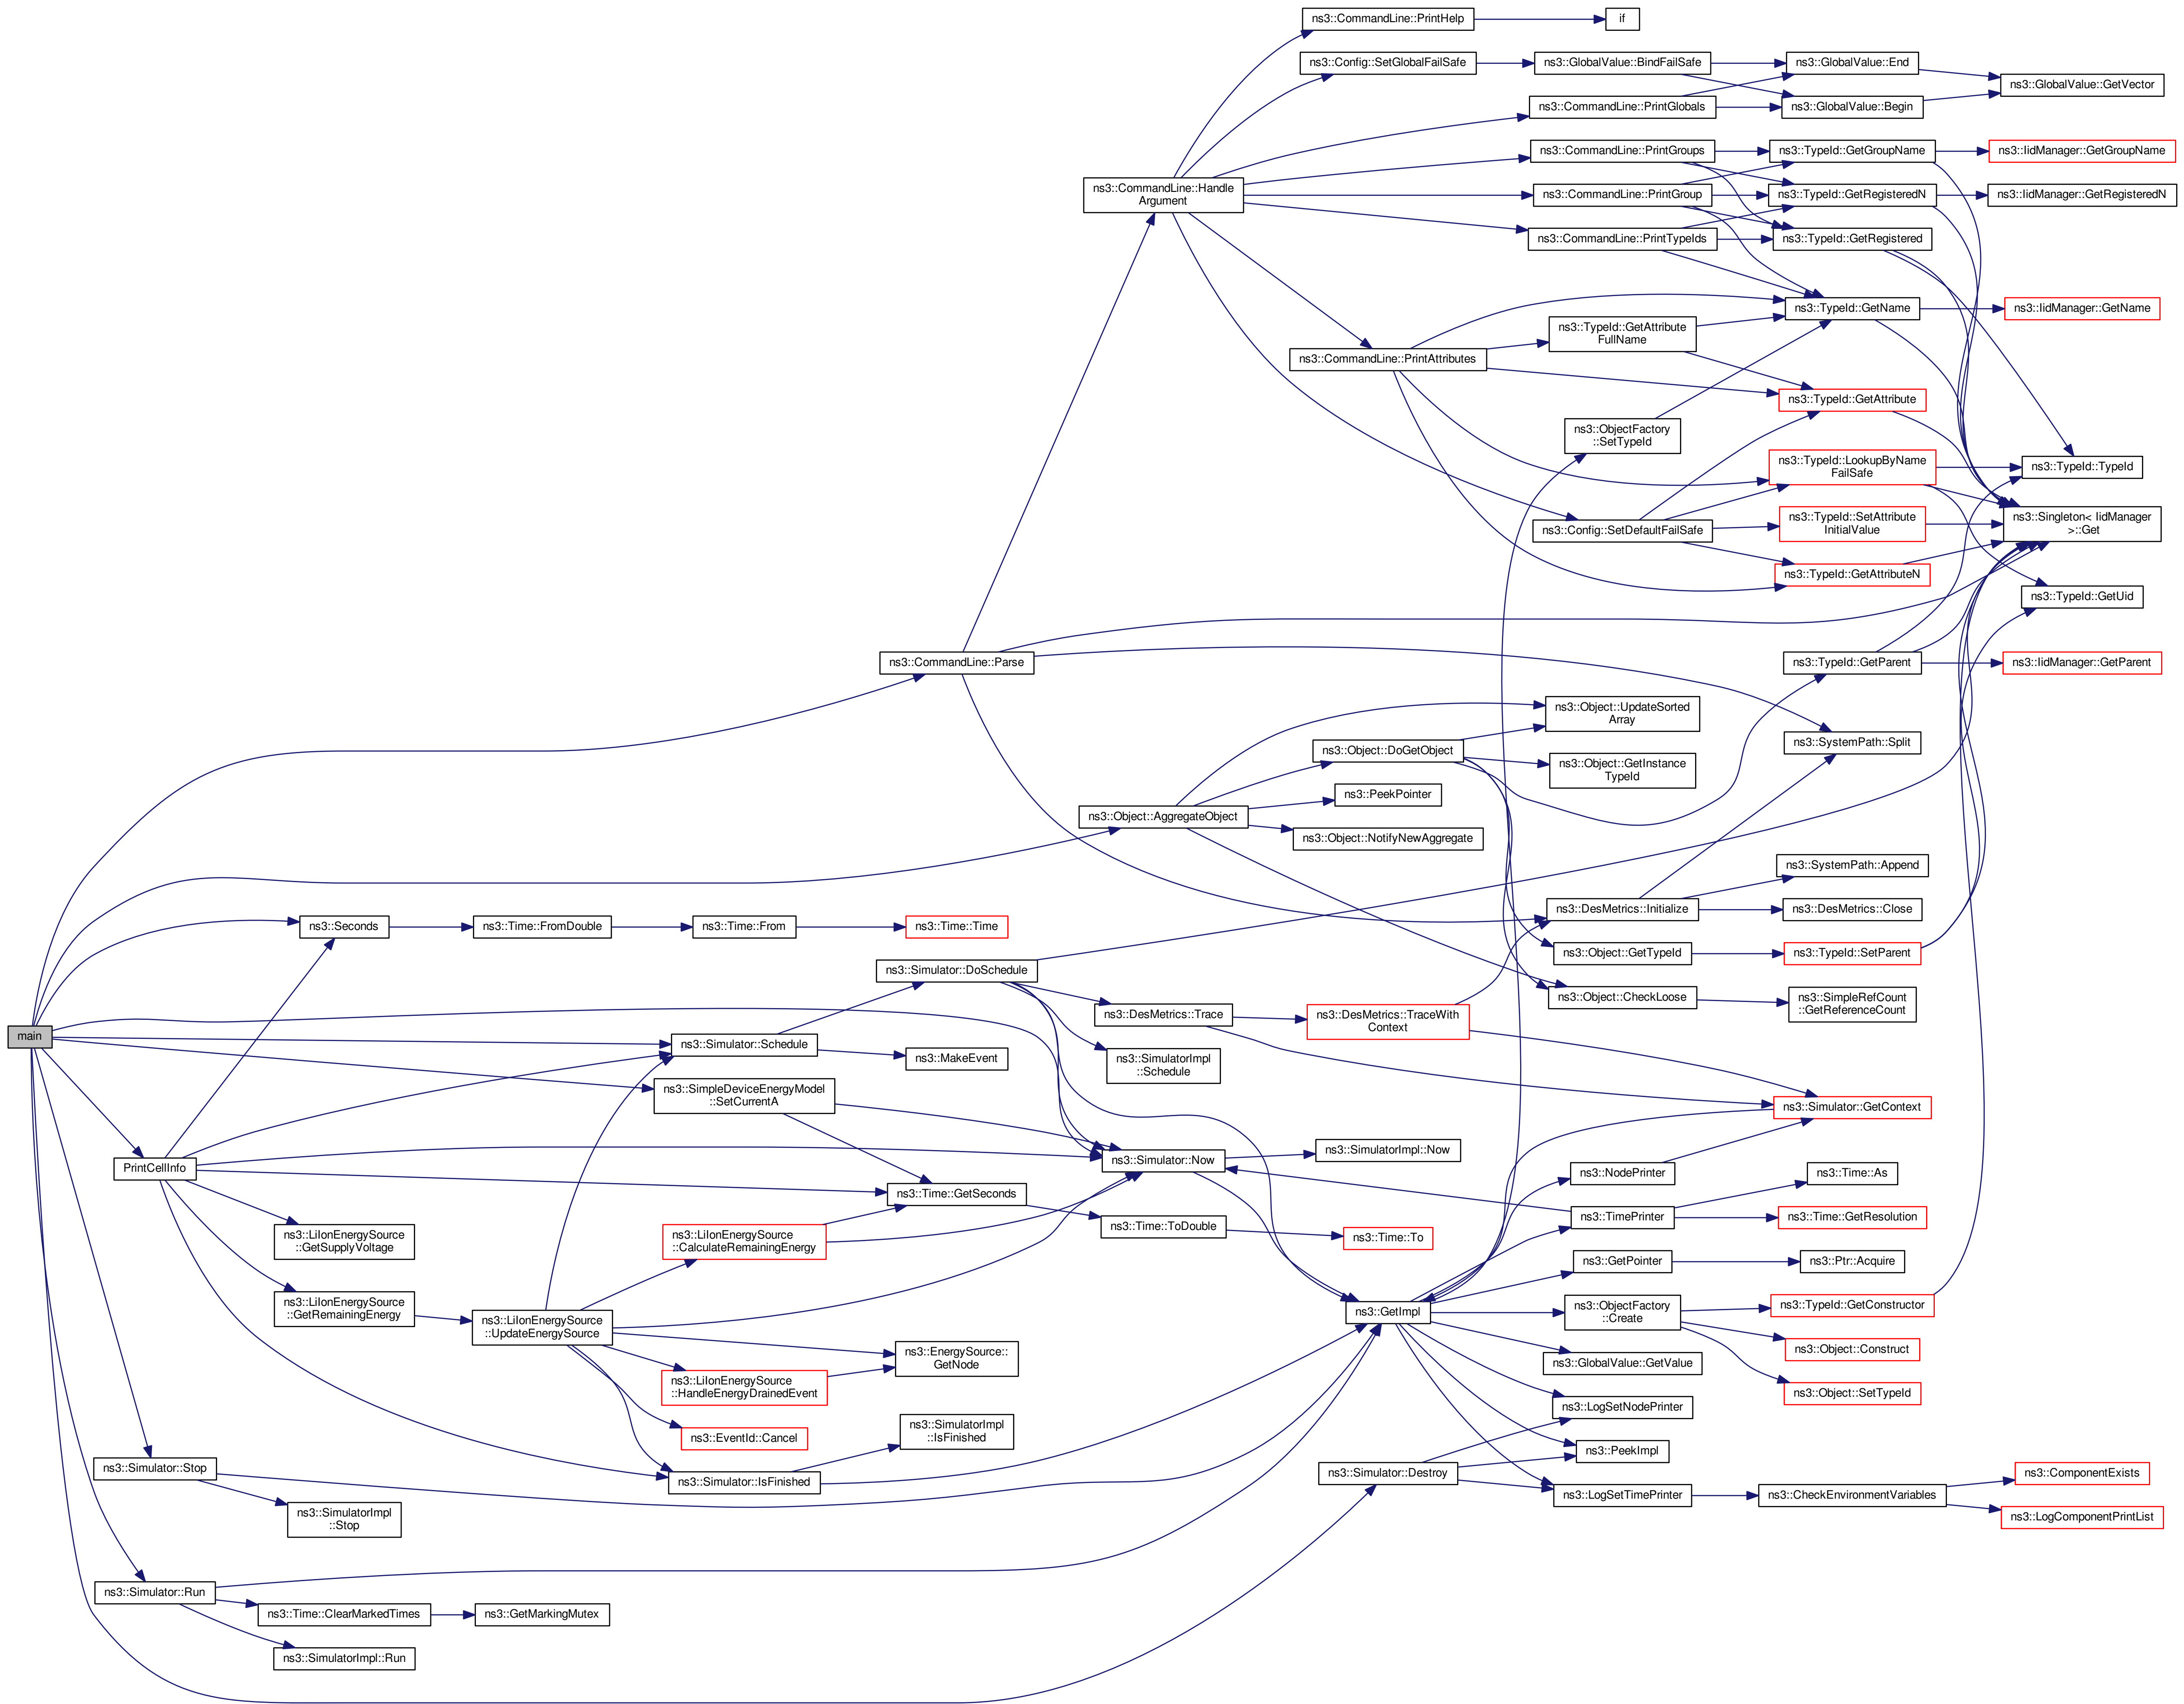 main
ns3::CommandLine::Parse
ns3::CommandLine::Handle
Argument
ns3::CommandLine::PrintHelp
if
ns3::Config::SetGlobalFailSafe
ns3::GlobalValue::BindFailSafe
ns3::GlobalValue::End
ns3::GlobalValue::GetVector
ns3::CommandLine::PrintGlobals
ns3::GlobalValue::Begin
ns3::CommandLine::PrintGroups
ns3::TypeId::GetGroupName
ns3::IidManager::GetGroupName
ns3::CommandLine::PrintGroup
ns3::TypeId::GetRegisteredN
ns3::IidManager::GetRegisteredN
ns3::CommandLine::PrintTypeIds
ns3::TypeId::GetRegistered
ns3::TypeId::GetName
ns3::IidManager::GetName
ns3::CommandLine::PrintAttributes
ns3::TypeId::GetAttribute
FullName
ns3::TypeId::GetAttribute
ns3::ObjectFactory
::SetTypeId
ns3::TypeId::LookupByName
FailSafe
ns3::TypeId::TypeId
ns3::Config::SetDefaultFailSafe
ns3::TypeId::SetAttribute
InitialValue
ns3::Singleton< IidManager
>::Get
ns3::TypeId::GetAttributeN
ns3::TypeId::GetUid
ns3::TypeId::GetParent
ns3::IidManager::GetParent
ns3::Object::UpdateSorted
Array
ns3::SystemPath::Split
ns3::Object::DoGetObject
ns3::Object::GetInstance
TypeId
ns3::PeekPointer
ns3::Object::AggregateObject
ns3::Object::NotifyNewAggregate
ns3::SystemPath::Append
ns3::DesMetrics::Initialize
ns3::DesMetrics::Close
ns3::Seconds
ns3::Time::FromDouble
ns3::Time::From
ns3::Time::Time
ns3::Object::GetTypeId
ns3::TypeId::SetParent
ns3::Simulator::DoSchedule
ns3::Object::CheckLoose
ns3::SimpleRefCount
::GetReferenceCount
ns3::DesMetrics::Trace
ns3::DesMetrics::TraceWith
Context
ns3::Simulator::Schedule
ns3::MakeEvent
ns3::SimulatorImpl
::Schedule
ns3::SimpleDeviceEnergyModel
::SetCurrentA
ns3::Simulator::GetContext
PrintCellInfo
ns3::Simulator::Now
ns3::SimulatorImpl::Now
ns3::NodePrinter
ns3::Time::As
ns3::Time::GetSeconds
ns3::Time::ToDouble
ns3::Time::To
ns3::TimePrinter
ns3::Time::GetResolution
ns3::LiIonEnergySource
::GetSupplyVoltage
ns3::LiIonEnergySource
::CalculateRemainingEnergy
ns3::GetPointer
ns3::Ptr::Acquire
ns3::LiIonEnergySource
::GetRemainingEnergy
ns3::LiIonEnergySource
::UpdateEnergySource
ns3::GetImpl
ns3::ObjectFactory
::Create
ns3::TypeId::GetConstructor
ns3::Object::Construct
ns3::EnergySource::
GetNode
ns3::GlobalValue::GetValue
ns3::LiIonEnergySource
::HandleEnergyDrainedEvent
ns3::Object::SetTypeId
ns3::LogSetNodePrinter
ns3::EventId::Cancel
ns3::SimulatorImpl
::IsFinished
ns3::PeekImpl
ns3::Simulator::Stop
ns3::Simulator::IsFinished
ns3::Simulator::Destroy
ns3::LogSetTimePrinter
ns3::CheckEnvironmentVariables
ns3::ComponentExists
ns3::LogComponentPrintList
ns3::SimulatorImpl
::Stop
ns3::Simulator::Run
ns3::Time::ClearMarkedTimes
ns3::GetMarkingMutex
ns3::SimulatorImpl::Run